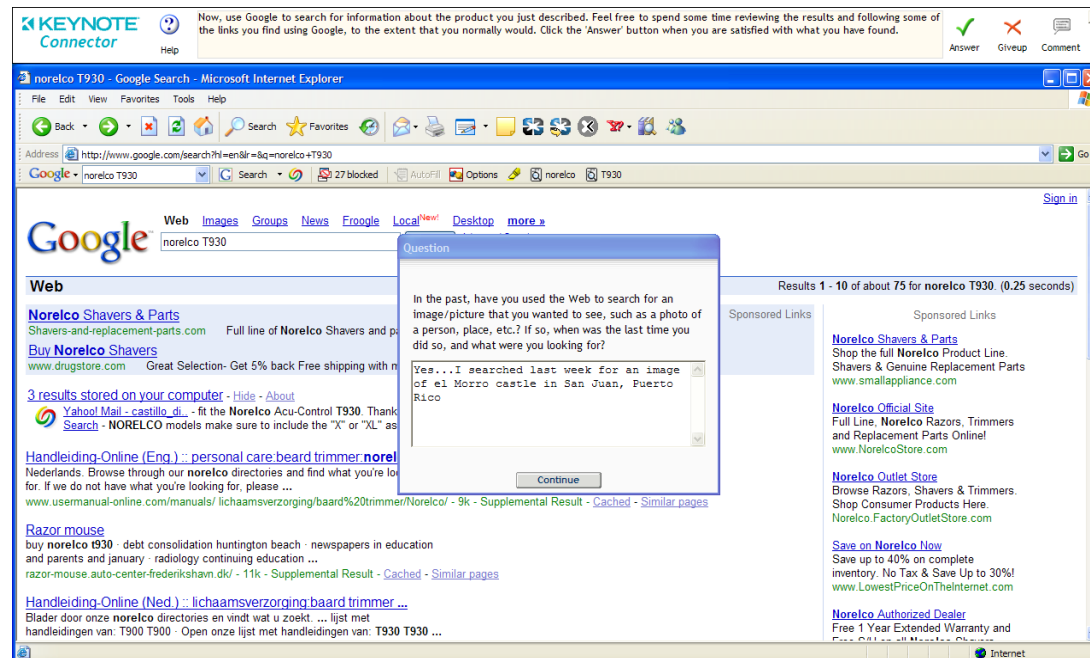 KEYNOTE
Connector
Help
Now, use Google to search for information about the product you just described. Feel free to spend some time reviewing the results and following some of
the links you find using Google, to the extent that you normally would. Click the 'Answer' button when you are satisfied with what you have found.
Answer Giveup Comment
norelco T930 - Google Search - Microsoft Internet Explorer
File Edit View Favorites Tools Help
Back Search Favorites
Address http://www.google.com/search?hl=en&lr=&q=norelco+T930 Go
Google norelco T930 Search 27 blocked AutoFill Options norelco T930
Sign in
Google
Web Images Groups News Froogle Local New! Desktop more »
norelco T930
Web Results 1 - 10 of about 75 for norelco T930. (0.25 seconds)
Norelco Shavers & Parts
Shavers-and-replacement-parts.com Full line of Norelco Shavers and
Buy Norelco Shavers
www.drugstore.com Great Selection- Get 5% back Free shipping with
Sponsored Links
3 results stored on your computer - Hide - About
Yahoo! Mail - castillo_di.. - fit the Norelco Acu-Control T930. Thank
Search - NORELCO models make sure to include the "X" or "XL" as
Handleiding-Online (Eng.) :: personal care:beard trimmer:norel
Nederlands. Browse through our norelco directories and find what you're
for. If we do not have what you're looking for, please ...
www.usermanual-online.com/manuals/ lichaamsverzorging/baard%20trimmer/Norelco/ - 9k - Supplemental Result - Cached - Similar pages
Razor mouse
buy norelco t930 · debt consolidation huntington beach · newspapers in education
and parents and january · radiology continuing education ...
razor-mouse.auto-center-frederikshavn.dk/ - 11k - Supplemental Result - Cached - Similar pages
Handleiding-Online (Ned.) :: lichaamsverzorging:baard trimmer ...
Blader door onze norelco directories en vindt wat u zoekt. ... lijst met
handleidingen van: T900 T900 · Open onze lijst met handleidingen van: T930 T930 ...
Question
In the past, have you used the Web to search for an
image/picture that you wanted to see, such as a photo of
a person, place, etc.? If so, when was the last time you
did so, and what were you looking for?
Yes...I searched last week for an image
of el Morro castle in San Juan, Puerto
Rico
Continue
Sponsored Links
Norelco Shavers & Parts
Shop the full Norelco Product Line.
Shavers & Genuine Replacement Parts
www.smallappliance.com
Norelco Official Site
Full Line, Norelco Razors, Trimmers
and Replacement Parts Online!
www.NorelcoStore.com
Norelco Outlet Store
Browse Razors, Shavers & Trimmers.
Shop Consumer Products Here.
Norelco.FactoryOutletStore.com
Save on Norelco Now
Save up to 40% on complete
inventory. No Tax & Save Up to 30%!
www.LowestPriceOnTheInternet.com
Norelco Authorized Dealer
Free 1 Year Extended Warranty and
Internet